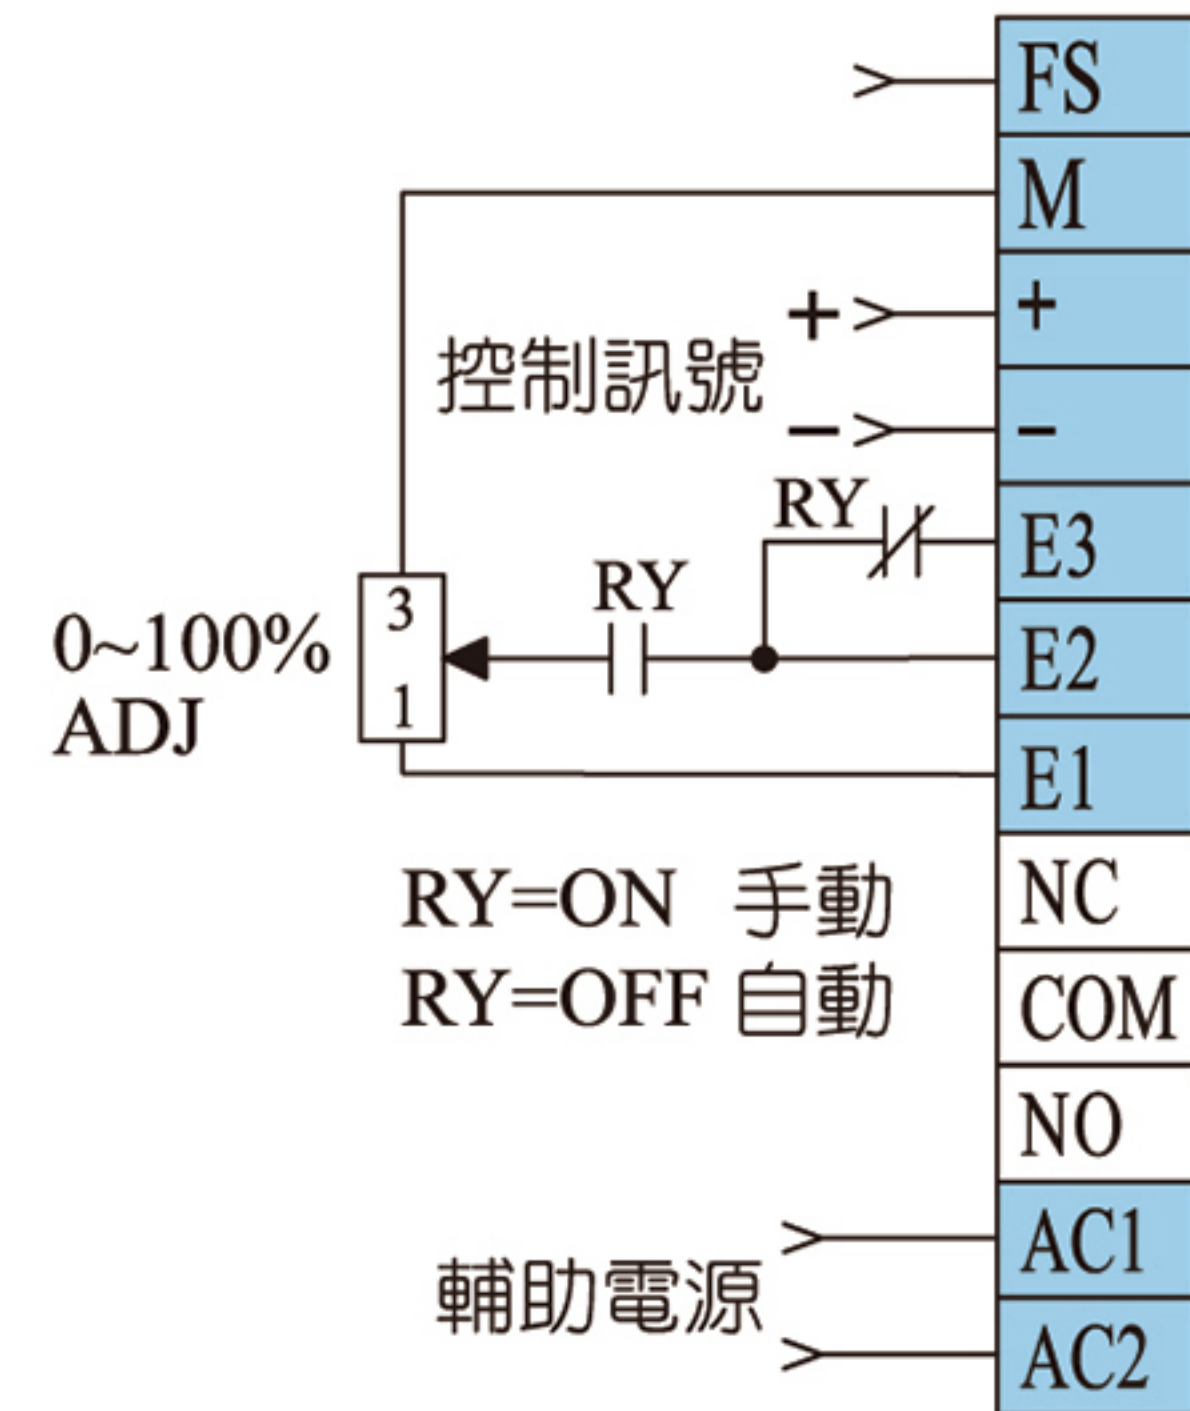 FS
M
+
+
控制訊號
-
-
RY
E3
RY
3
0~100%
E2
1
ADJ
E1
RY=ON 手動
NC
RY=OFF 自動
COM
NO
AC1
輔助電源
AC2